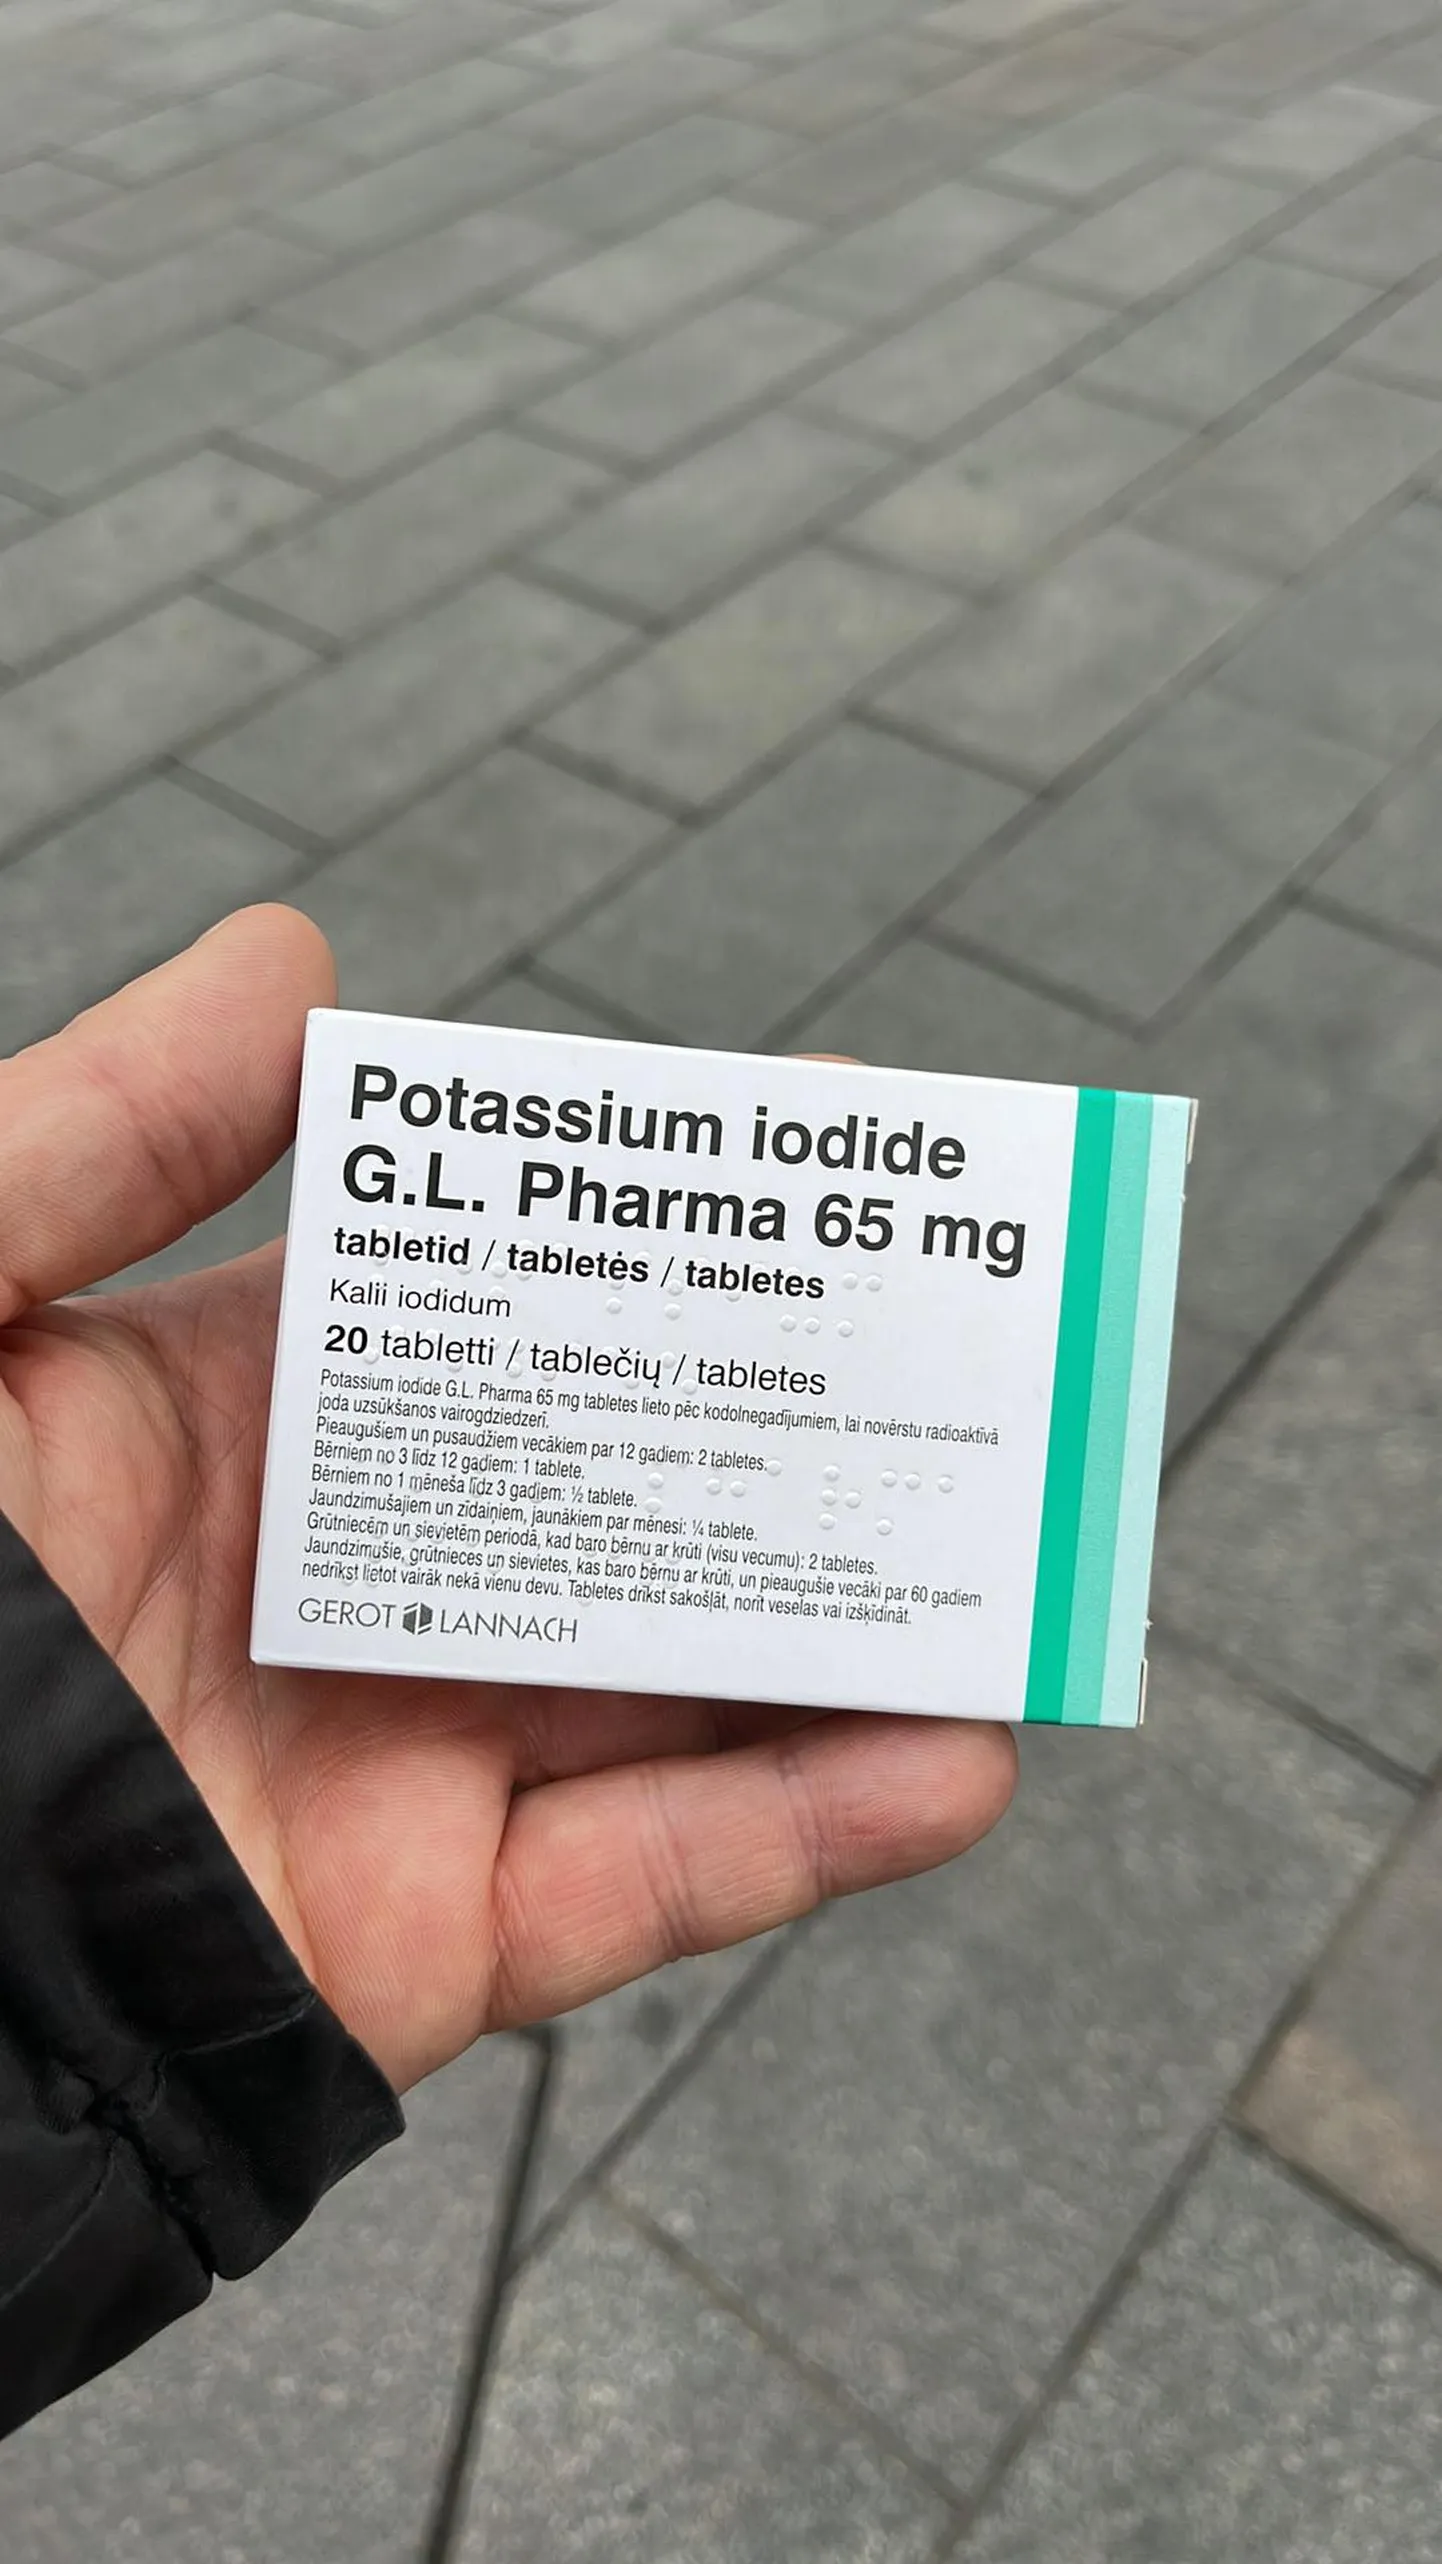 Potassium iodide
G.L. Pharma 65 mg
tabletid / tabletės / tabletes
Kalii iodidum
20 tabletti / tablečių / tabletes
Potassium iodide G.L. Pharma 65 mg tabletes lieto pēc kodolnegadījumiem, lai novērstu radioaktīvā
joda uzsūkšanos vairogdziedzerī.
Pieaugušiem un pusaudžiem vecākiem par 12 gadiem: 2 tabletes.
Bērniem no 3 līdz 12 gadiem: 1 tablete.
Bērniem no 1 mēneša līdz 3 gadiem: ½ tablete.
Jaundzimušajiem un zīdaiņiem, jaunākiem par mēnesi: ¼ tablete.
Grūtniecēm un sievietēm periodā, kad baro bērnu ar krūti (visu vecumu): 2 tabletes.
Jaundzimušie, grūtnieces un sievietes, kas baro bērnu ar krūti, un pieaugušie vecāki par 60 gadiem
nedrīkst lietot vairāk nekā vienu devu. Tabletes drīkst sakošļāt, norīt veselas vai izšķīdināt.
GEROT LANNACH